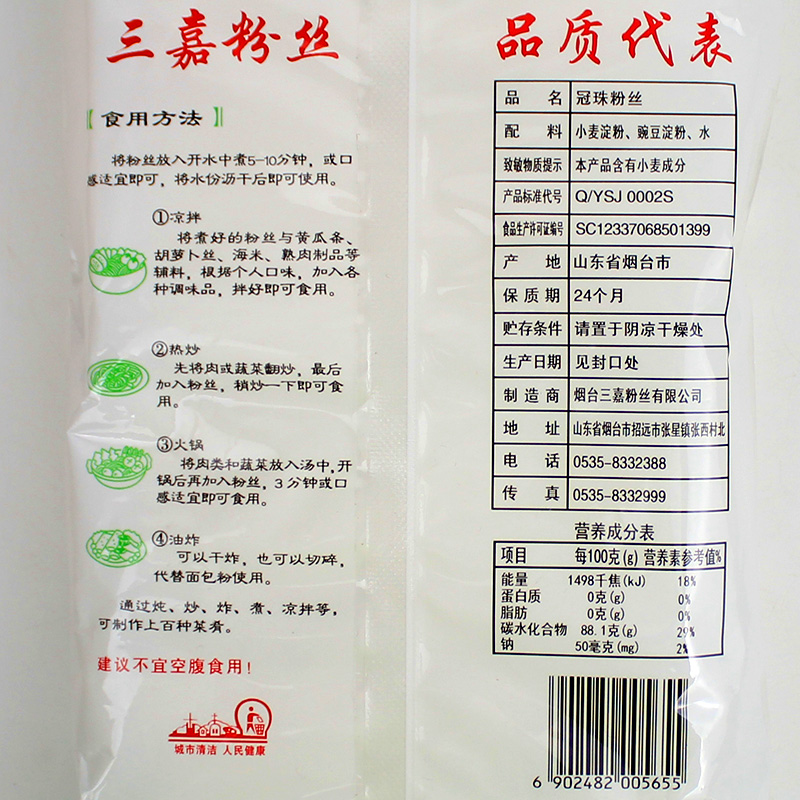 三嘉粉丝
【食用方法】
将粉丝放入开水中煮5-10分钟，或口
感适宜即可，将水份沥干后即可使用。
①凉拌
将煮好的粉丝与黄瓜条、
胡萝卜丝、海米、熟肉制品等
辅料，根据个人口味，加入各
种调味品，拌好即可食用。
②热炒
先将肉或蔬菜翻炒，最后
加入粉丝，稍炒一下即可食
用。
③火锅
将肉类和蔬菜放入汤中，开
锅后再加入粉丝，3分钟或口
感适宜即可食用。
④油炸
可以干炸，也可以切碎，
代替面包粉使用。
通过炖、炒、炸、煮、凉拌等，
可制作上百种菜肴。
建议不宜空腹食用！
城市清洁 人民健康
品质代表
品 名 冠珠粉丝
配 料 小麦淀粉、豌豆淀粉、水
致敏物质提示 本产品含有小麦成分
产品标准代号 Q/YSJ 0002S
食品生产许可证编号 SC12337068501399
产 地 山东省烟台市
保质期 24个月
贮存条件 请置于阴凉干燥处
生产日期 见封口处
制造商 烟台三嘉粉丝有限公司
地 址 山东省烟台市招远市张星镇张西村北
电 话 0535-8332388
传 真 0535-8332999
营养成分表
项目 每100克(g) 营养素参考值%
能量 1498千焦(kJ) 18%
蛋白质 0克(g) 0%
脂肪 0克(g) 0%
碳水化合物 88.1克(g) 29%
钠 50毫克(mg) 2%
6 902482 005655